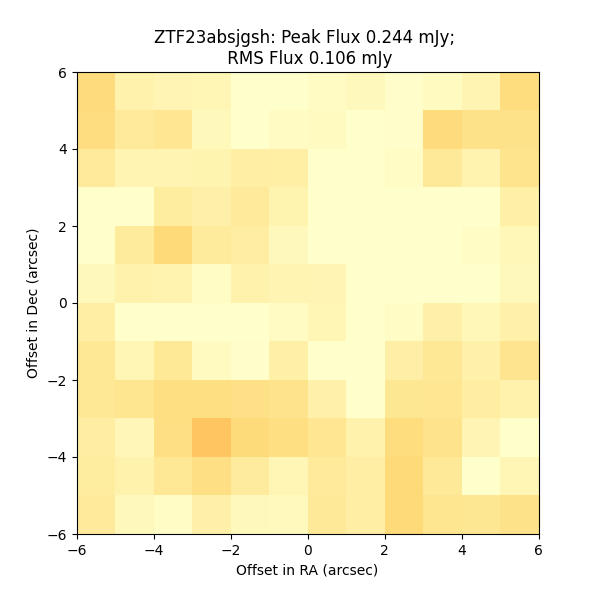 ZTF23absjgsh: Peak Flux 0.244 mJy;
RMS Flux 0.106 mJy
6
4
2
0
−2
−4
−6
Offset in Dec (arcsec)
−6 −4 −2 0 2 4 6
Offset in RA (arcsec)